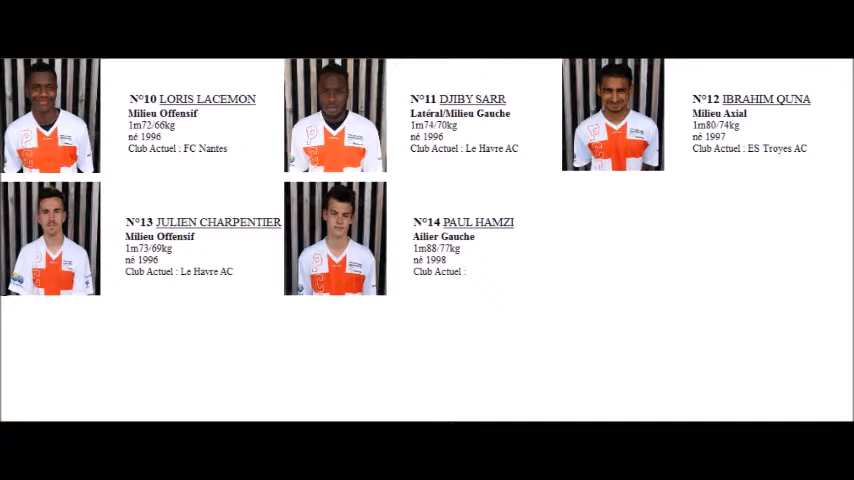 N°10 LORIS LACEMON
Milieu Offensif
1m72/66kg
né 1996
Club Actuel : FC Nantes
N°11 DJIBY SARR
Latéral/Milieu Gauche
1m74/70kg
né 1996
Club Actuel : Le Havre AC
N°12 IBRAHIM QUNA
Milieu Axial
1m80/74kg
né 1997
Club Actuel : ES Troyes AC
N°13 JULIEN CHARPENTIER
Milieu Offensif
1m73/69kg
né 1996
Club Actuel : Le Havre AC
N°14 PAUL HAMZI
Ailier Gauche
1m88/77kg
né 1998
Club Actuel :